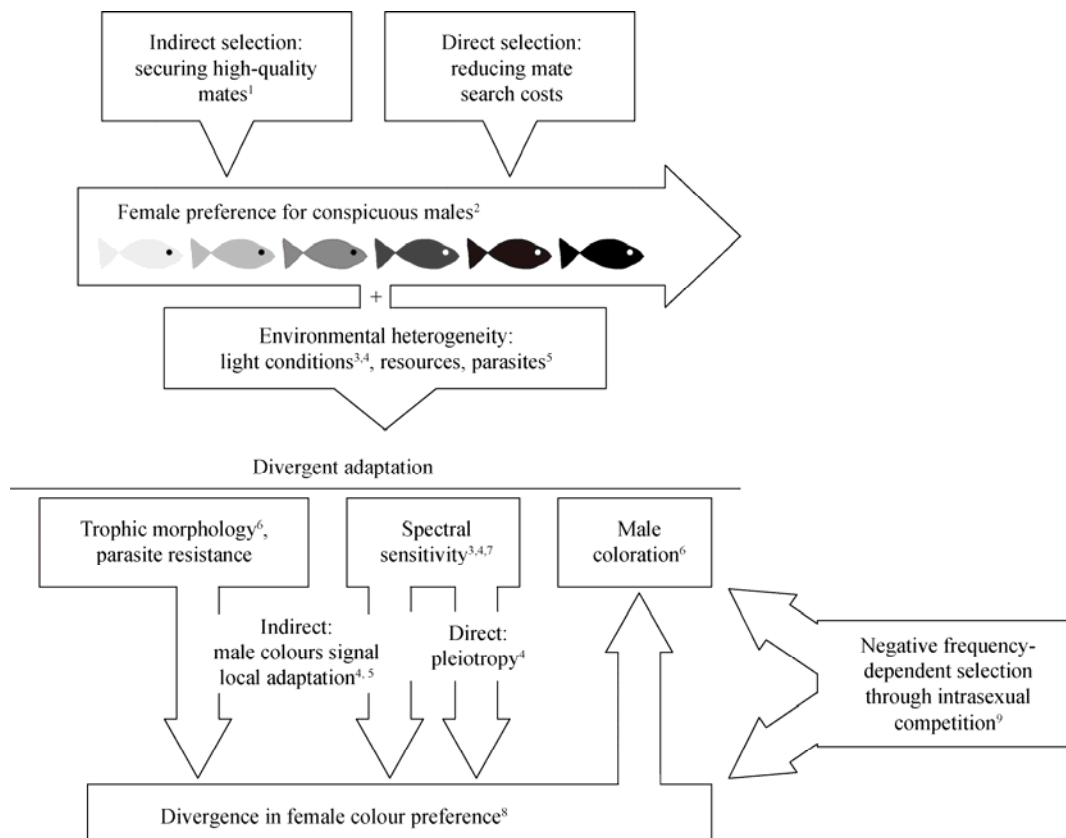 Indirect selection:
securing high-quality
mates¹
Direct selection:
reducing mate
search costs
Female preference for conspicuous males²
+
Environmental heterogeneity:
light conditions³,⁴, resources, parasites⁵
Divergent adaptation
Trophic morphology⁶,
parasite resistance
Spectral
sensitivity³,⁴,⁷
Male
coloration⁶
Indirect:
male colours signal
local adaptation⁴, ⁵
Direct:
pleiotropy⁴
Negative frequency-
dependent selection
through intrasexual
competition⁹
Divergence in female colour preference⁸